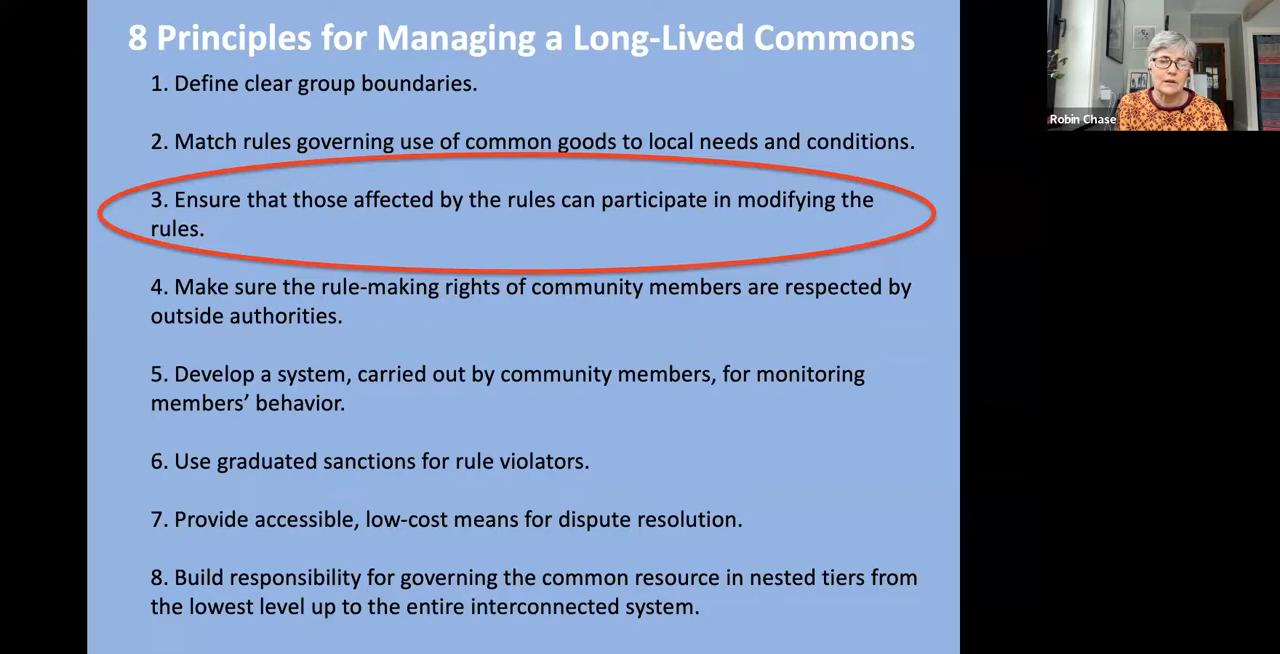 8 Principles for Managing a Long-Lived Commons
1. Define clear group boundaries.
2. Match rules governing use of common goods to local needs and conditions.
3. Ensure that those affected by the rules can participate in modifying the
rules.
4. Make sure the rule-making rights of community members are respected by
outside authorities.
5. Develop a system, carried out by community members, for monitoring
members’ behavior.
6. Use graduated sanctions for rule violators.
7. Provide accessible, low-cost means for dispute resolution.
8. Build responsibility for governing the common resource in nested tiers from
the lowest level up to the entire interconnected system.
Robin Chase